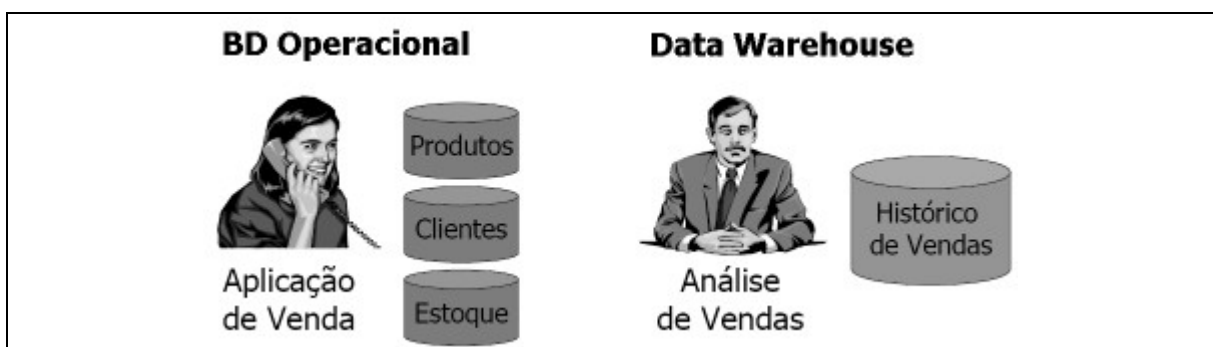 BD Operacional
Produtos
Clientes
Estoque
Aplicação
de Venda
Data Warehouse
Histórico
de Vendas
Análise
de Vendas